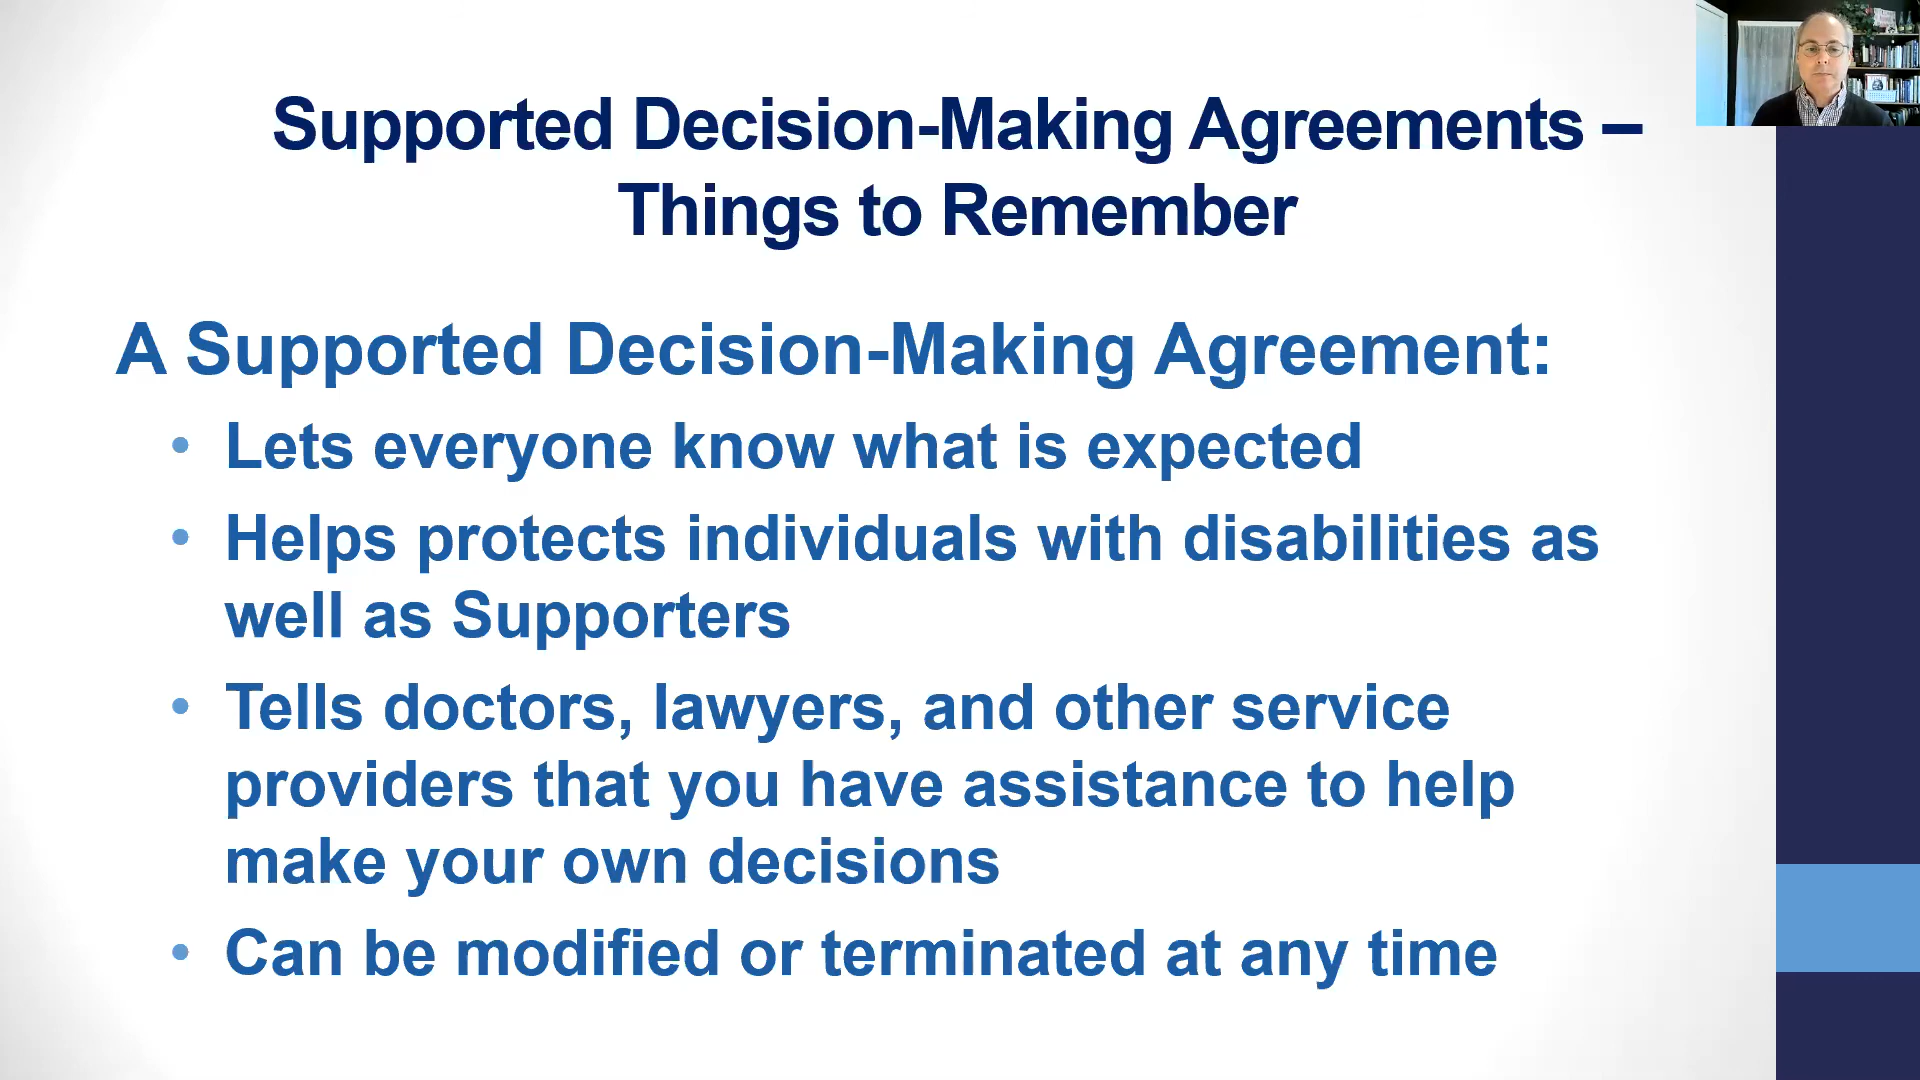 Supported Decision-Making Agreements –
Things to Remember
A Supported Decision-Making Agreement:
• Lets everyone know what is expected
• Helps protects individuals with disabilities as
well as Supporters
• Tells doctors, lawyers, and other service
providers that you have assistance to help
make your own decisions
• Can be modified or terminated at any time